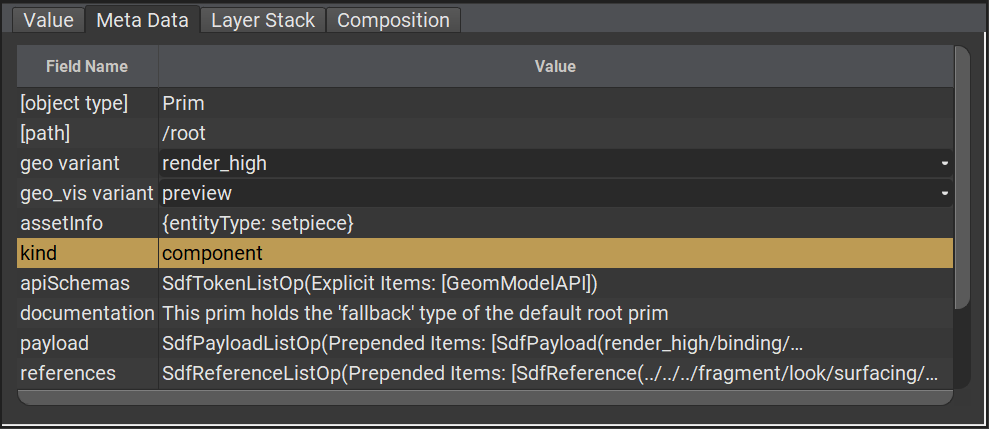 Value Meta Data Layer Stack Composition
Field Name Value
[object type] Prim
[path] /root
geo variant render_high
geo_vis variant preview
assetInfo {entityType: setpiece}
kind component
apiSchemas SdfTokenListOp(Explicit Items: [GeomModelAPI])
documentation This prim holds the 'fallback' type of the default root prim
payload SdfPayloadListOp(Prepended Items: [SdfPayload(render_high/binding/…
references SdfReferenceListOp(Prepended Items: [SdfReference(../../../fragment/look/surfacing/…